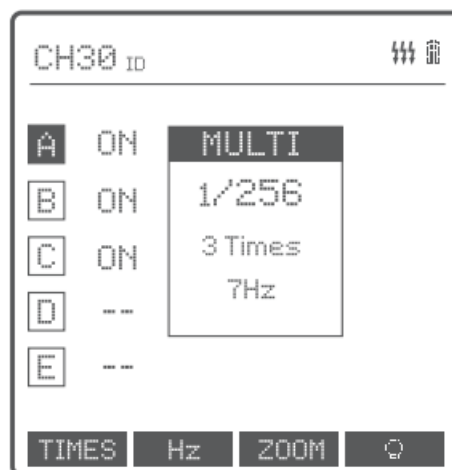 CH30 ID
A ON
B ON
C ON
D --
E --
MULTI
1/256
3 Times
7Hz
TIMES Hz ZOOM